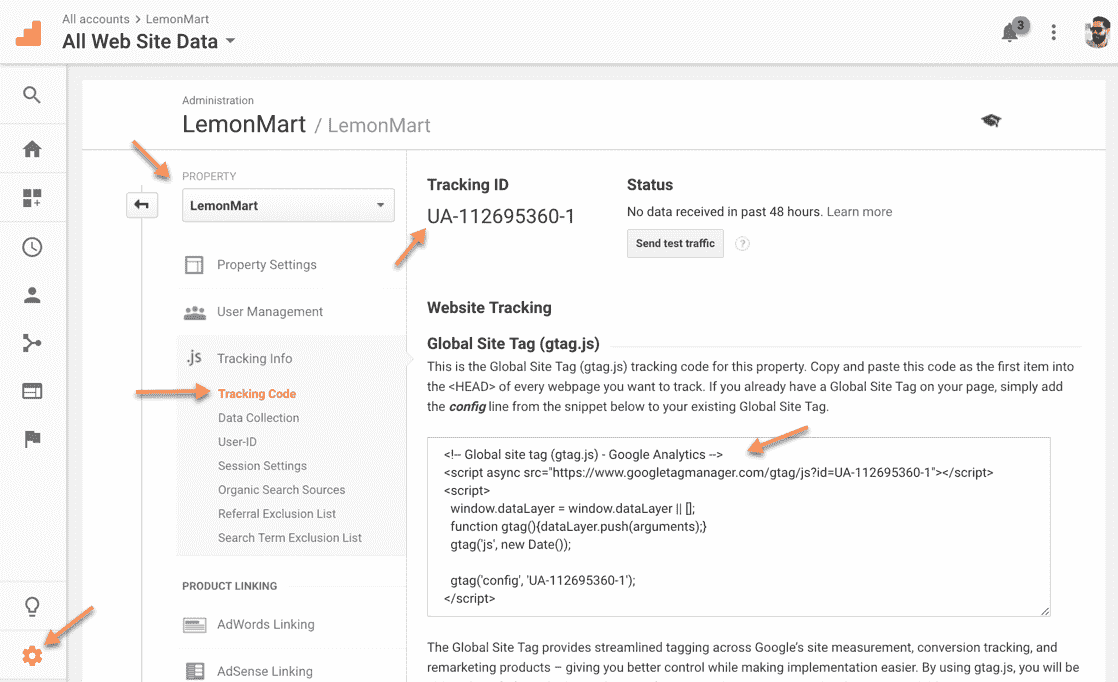 All accounts > LemonMart
All Web Site Data
3
Administration
LemonMart / LemonMart
PROPERTY
LemonMart
Property Settings
User Management
.js Tracking Info
Tracking Code
Data Collection
User-ID
Session Settings
Organic Search Sources
Referral Exclusion List
Search Term Exclusion List
PRODUCT LINKING
AdWords Linking
AdSense Linking
Tracking ID
UA-112695360-1
Status
No data received in past 48 hours. Learn more
Send test traffic ?
Website Tracking
Global Site Tag (gtag.js)
This is the Global Site Tag (gtag.js) tracking code for this property. Copy and paste this code as the first item into
the <HEAD> of every webpage you want to track. If you already have a Global Site Tag on your page, simply add
the config line from the snippet below to your existing Global Site Tag.
<!-- Global site tag (gtag.js) - Google Analytics -->
<script async src="https://www.googletagmanager.com/gtag/js?id=UA-112695360-1"></script>
<script>
window.dataLayer = window.dataLayer || [];
function gtag(){dataLayer.push(arguments);}
gtag('js', new Date());
gtag('config', 'UA-112695360-1');
</script>
The Global Site Tag provides streamlined tagging across Google's site measurement, conversion tracking, and
remarketing products – giving you better control while making implementation easier. By using gtag.js, you will be